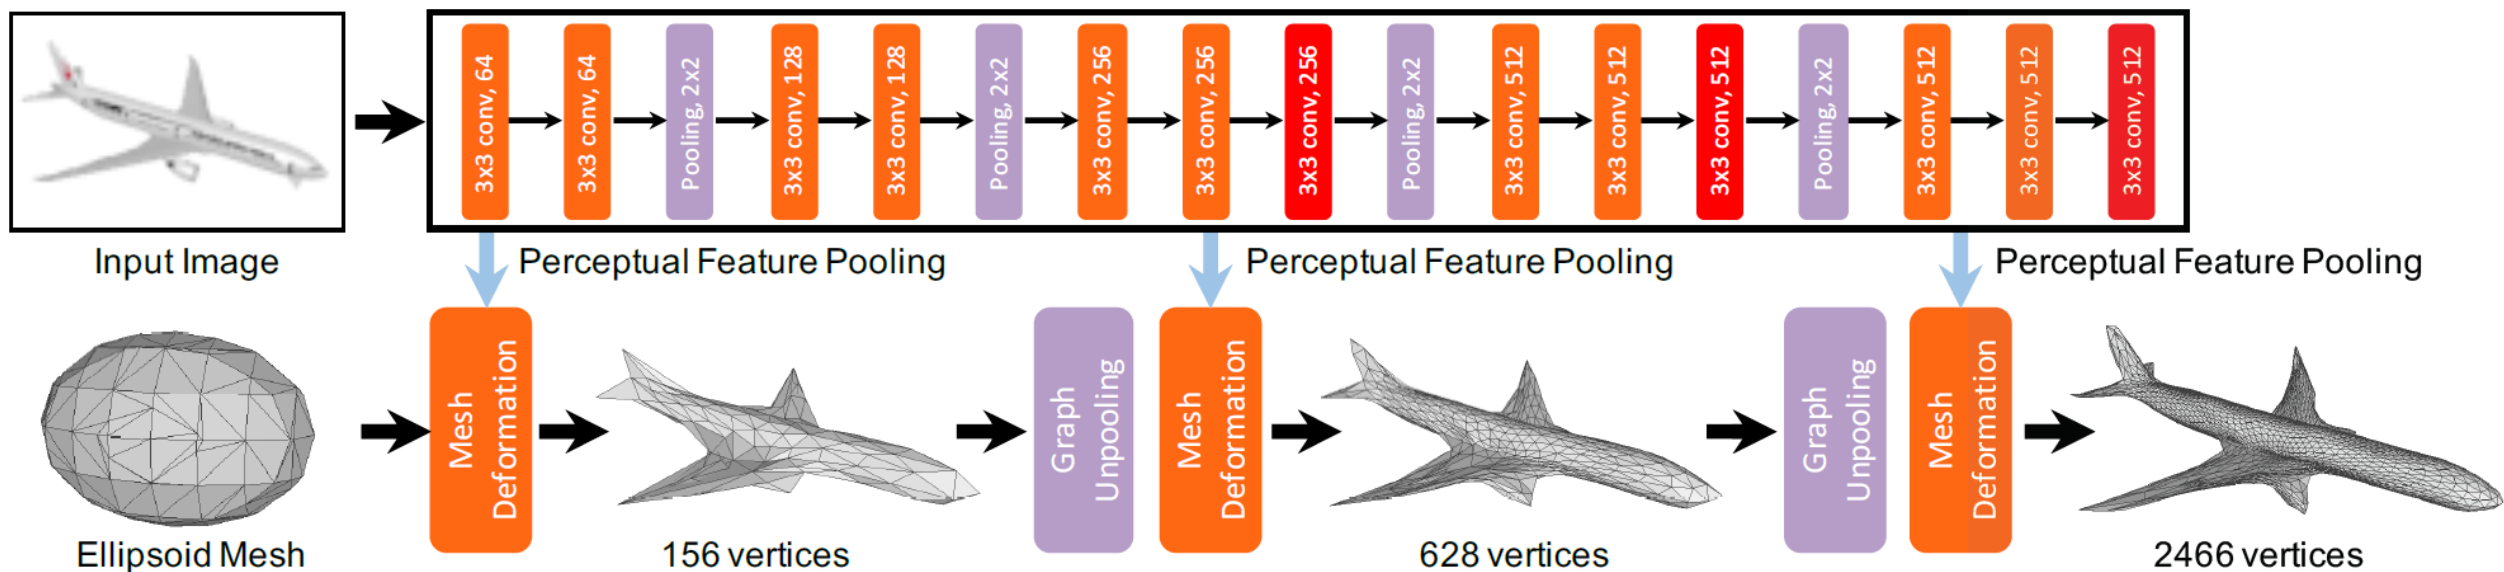 3x3 conv, 64
3x3 conv, 64
Pooling, 2x2
3x3 conv, 128
3x3 conv, 128
Pooling, 2x2
3x3 conv, 256
3x3 conv, 256
3x3 conv, 256
Pooling, 2x2
3x3 conv, 512
3x3 conv, 512
3x3 conv, 512
Pooling, 2x2
3x3 conv, 512
3x3 conv, 512
3x3 conv, 512
Input Image
Perceptual Feature Pooling
Perceptual Feature Pooling
Perceptual Feature Pooling
Mesh
Deformation
Graph
Unpooling
Mesh
Deformation
Graph
Unpooling
Mesh
Deformation
Ellipsoid Mesh
156 vertices
628 vertices
2466 vertices